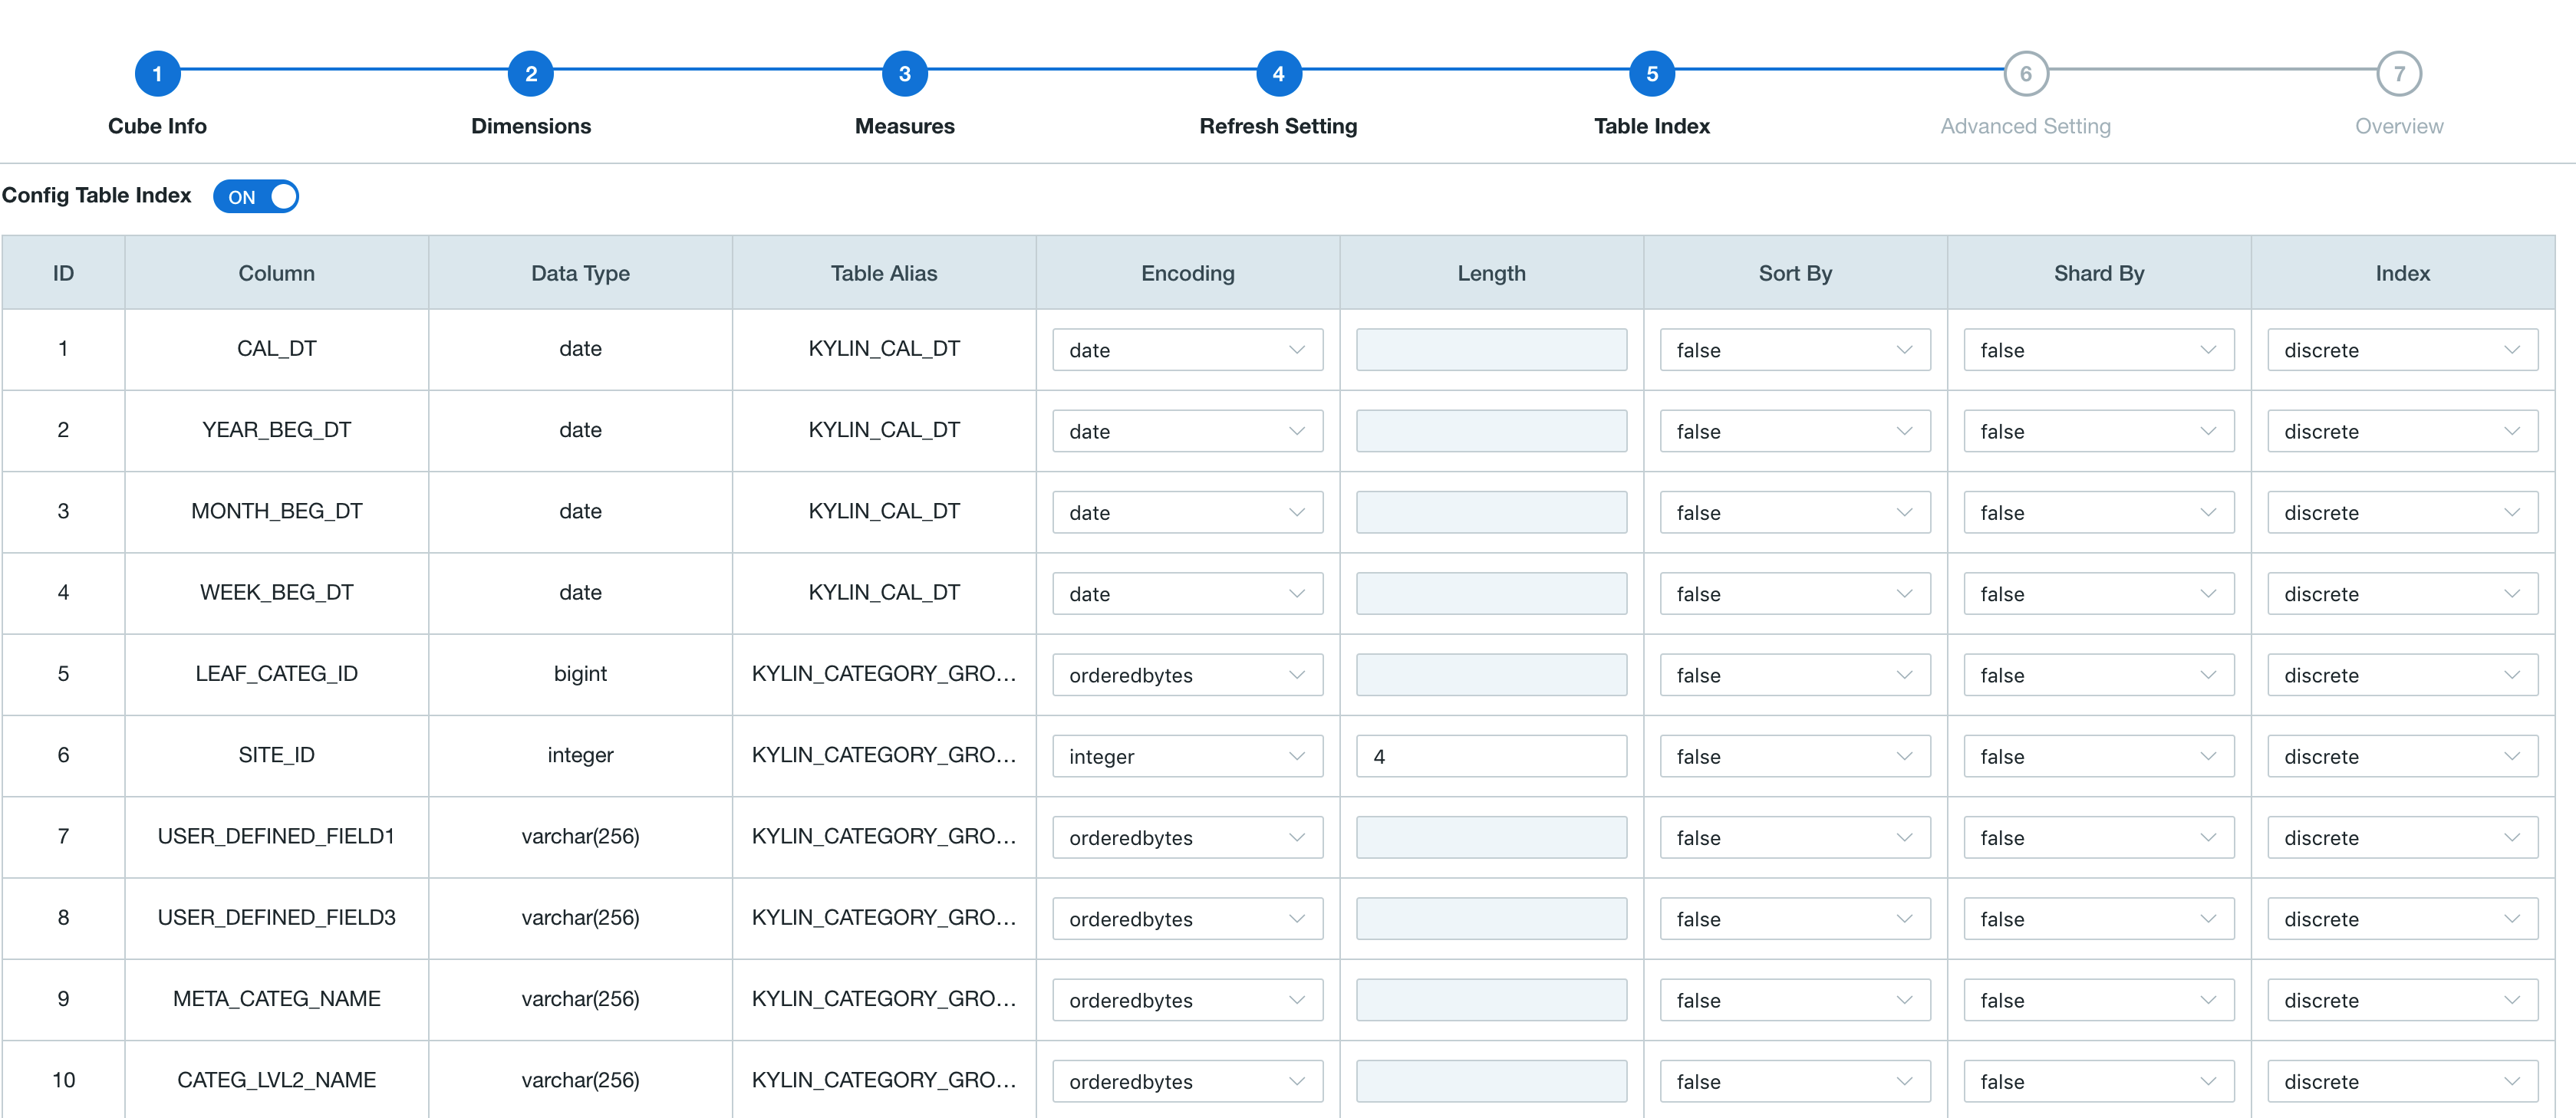 1 2 3 4 5 6 7
Cube Info Dimensions Measures Refresh Setting Table Index Advanced Setting Overview
Config Table Index ON
ID Column Data Type Table Alias Encoding Length Sort By Shard By Index
1 CAL_DT date KYLIN_CAL_DT date false false discrete
2 YEAR_BEG_DT date KYLIN_CAL_DT date false false discrete
3 MONTH_BEG_DT date KYLIN_CAL_DT date false false discrete
4 WEEK_BEG_DT date KYLIN_CAL_DT date false false discrete
5 LEAF_CATEG_ID bigint KYLIN_CATEGORY_GRO... orderedbytes false false discrete
6 SITE_ID integer KYLIN_CATEGORY_GRO... integer 4 false false discrete
7 USER_DEFINED_FIELD1 varchar(256) KYLIN_CATEGORY_GRO... orderedbytes false false discrete
8 USER_DEFINED_FIELD3 varchar(256) KYLIN_CATEGORY_GRO... orderedbytes false false discrete
9 META_CATEG_NAME varchar(256) KYLIN_CATEGORY_GRO... orderedbytes false false discrete
10 CATEG_LVL2_NAME varchar(256) KYLIN_CATEGORY_GRO... orderedbytes false false discrete